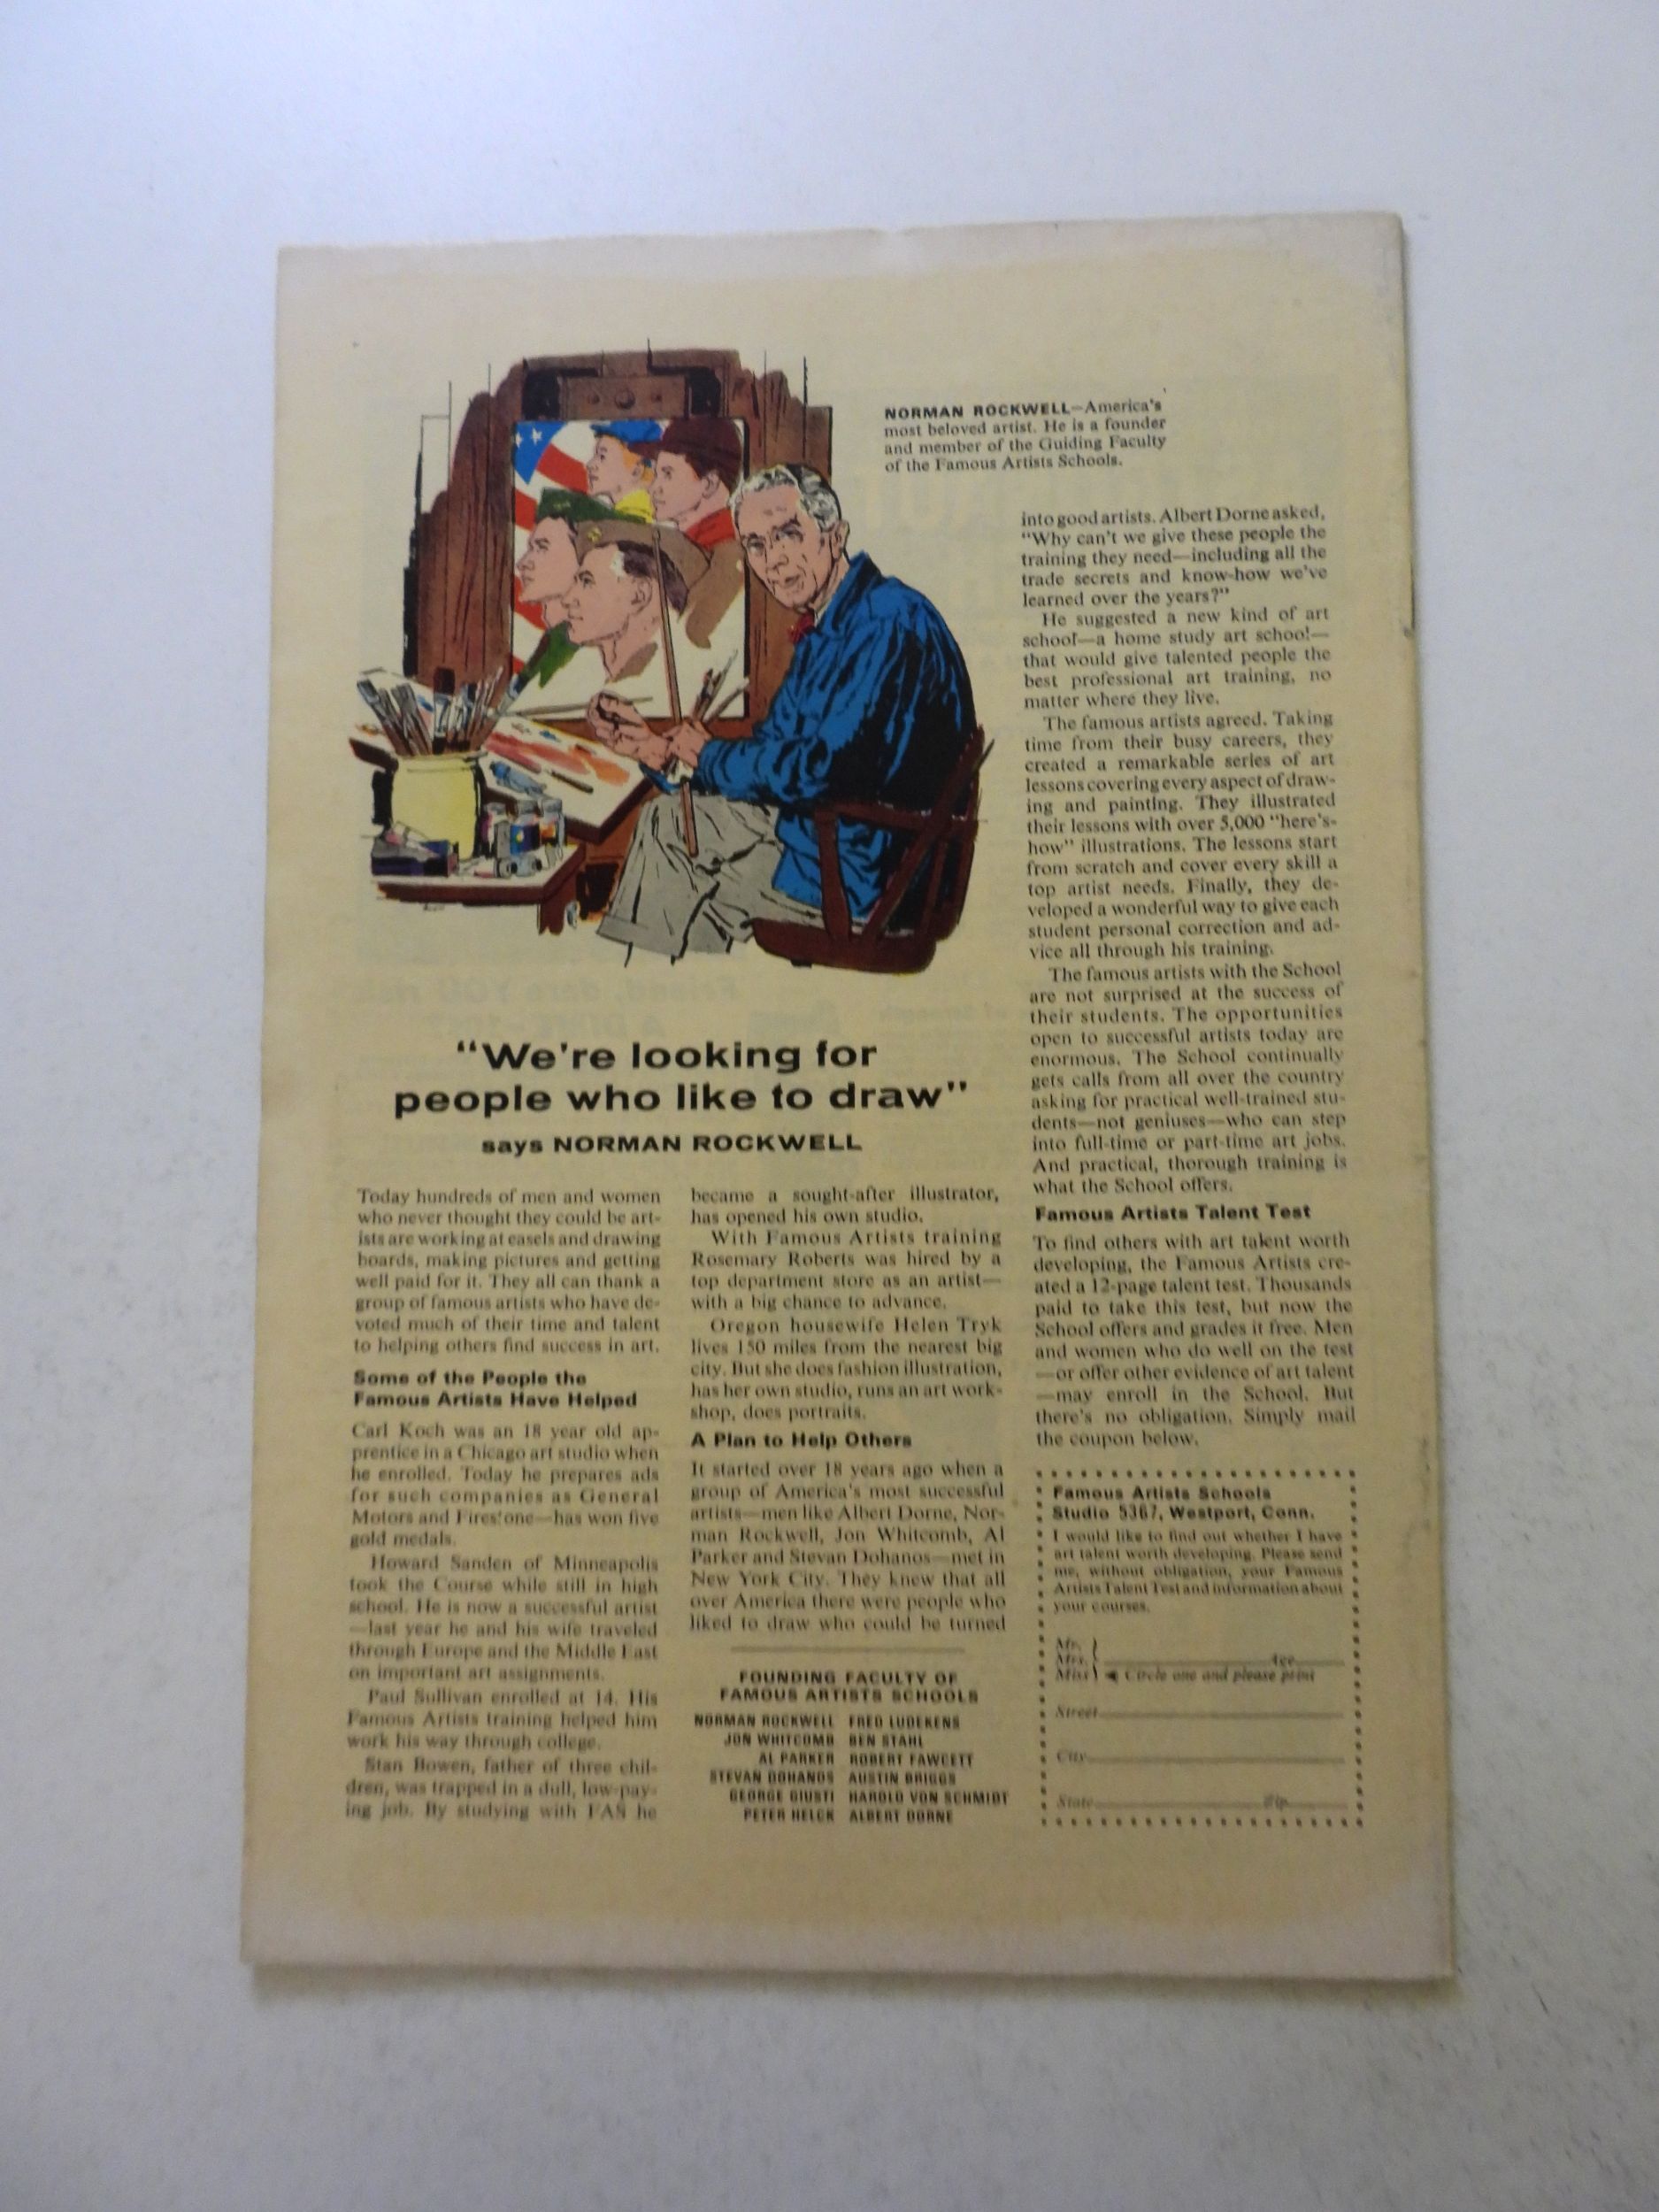 NORMAN ROCKWELL—America's
most beloved artist. He is a founder
and member of the Guiding Faculty
of the Famous Artists Schools.
"We're looking for
people who like to draw"
says NORMAN ROCKWELL
Today hundreds of men and women
who never thought they could be art-
ists are working at easels and drawing
boards, making pictures and getting
well paid for it. They all can thank a
group of famous artists who have de-
voted much of their time and talent
to helping others find success in art.
Some of the People the
Famous Artists Have Helped
Carl Koch was an 18 year old ap-
prentice in a Chicago art studio when
he enrolled. Today he prepares ads
for such companies as General
Motors and Firestone—has won five
gold medals.
Howard Sanden of Minneapolis
took the Course while still in high
school. He is now a successful artist
—last year he and his wife traveled
through Europe and the Middle East
on important art assignments.
Paul Sullivan enrolled at 14. His
Famous Artists training helped him
work his way through college.
Stan Bowen, father of three chil-
dren, was trapped in a dull, low-pay-
ing job. By studying with FAS he
became a sought-after illustrator,
has opened his own studio.
With Famous Artists training
Rosemary Roberts was hired by a
top department store as an artist—
with a big chance to advance.
Oregon housewife Helen Tryk
lives 150 miles from the nearest big
city. But she does fashion illustration,
has her own studio, runs an art work-
shop, does portraits.
A Plan to Help Others
It started over 18 years ago when a
group of America's most successful
artists—men like Albert Dorne, Nor-
man Rockwell, Jon Whitcomb, Al
Parker and Stevan Dohanos—met in
New York City. They knew that all
over America there were people who
liked to draw who could be turned
into good artists. Albert Dorne asked,
"Why can't we give these people the
training they need—including all the
trade secrets and know-how we've
learned over the years?"
He suggested a new kind of art
school—a home study art school—
that would give talented people the
best professional art training, no
matter where they live.
The famous artists agreed. Taking
time from their busy careers, they
created a remarkable series of art
lessons covering every aspect of draw-
ing and painting. They illustrated
their lessons with over 5,000 "here's-
how" illustrations. The lessons start
from scratch and cover every skill a
top artist needs. Finally, they de-
veloped a wonderful way to give each
student personal correction and ad-
vice all through his training.
The famous artists with the School
are not surprised at the success of
their students. The opportunities
open to successful artists today are
enormous. The School continually
gets calls from all over the country
asking for practical well-trained stu-
dents—not geniuses—who can step
into full-time or part-time art jobs.
And practical, thorough training is
what the School offers.
Famous Artists Talent Test
To find others with art talent worth
developing, the Famous Artists cre-
ated a 12-page talent test. Thousands
paid to take this test, but now the
School offers and grades it free. Men
and women who do well on the test
—or offer other evidence of art talent
—may enroll in the School. But
there's no obligation. Simply mail
the coupon below.
FOUNDING FACULTY OF
FAMOUS ARTISTS SCHOOLS
NORMAN ROCKWELL FRED LUDEKENS
JON WHITCOMB BEN STAHL
AL PARKER ROBERT FAWCETT
STEVAN DOHANOS AUSTIN BRIGGS
GEORGE GIUSTI HAROLD VON SCHMIDT
PETER HELCK ALBERT DORNE
Famous Artists Schools
Studio 5367, Westport, Conn.
I would like to find out whether I have
art talent worth developing. Please send
me, without obligation, your Famous
Artists Talent Test and information about
your courses.
Mr.
Mrs. Age
Miss Circle one and please print
Street
City
State Zip